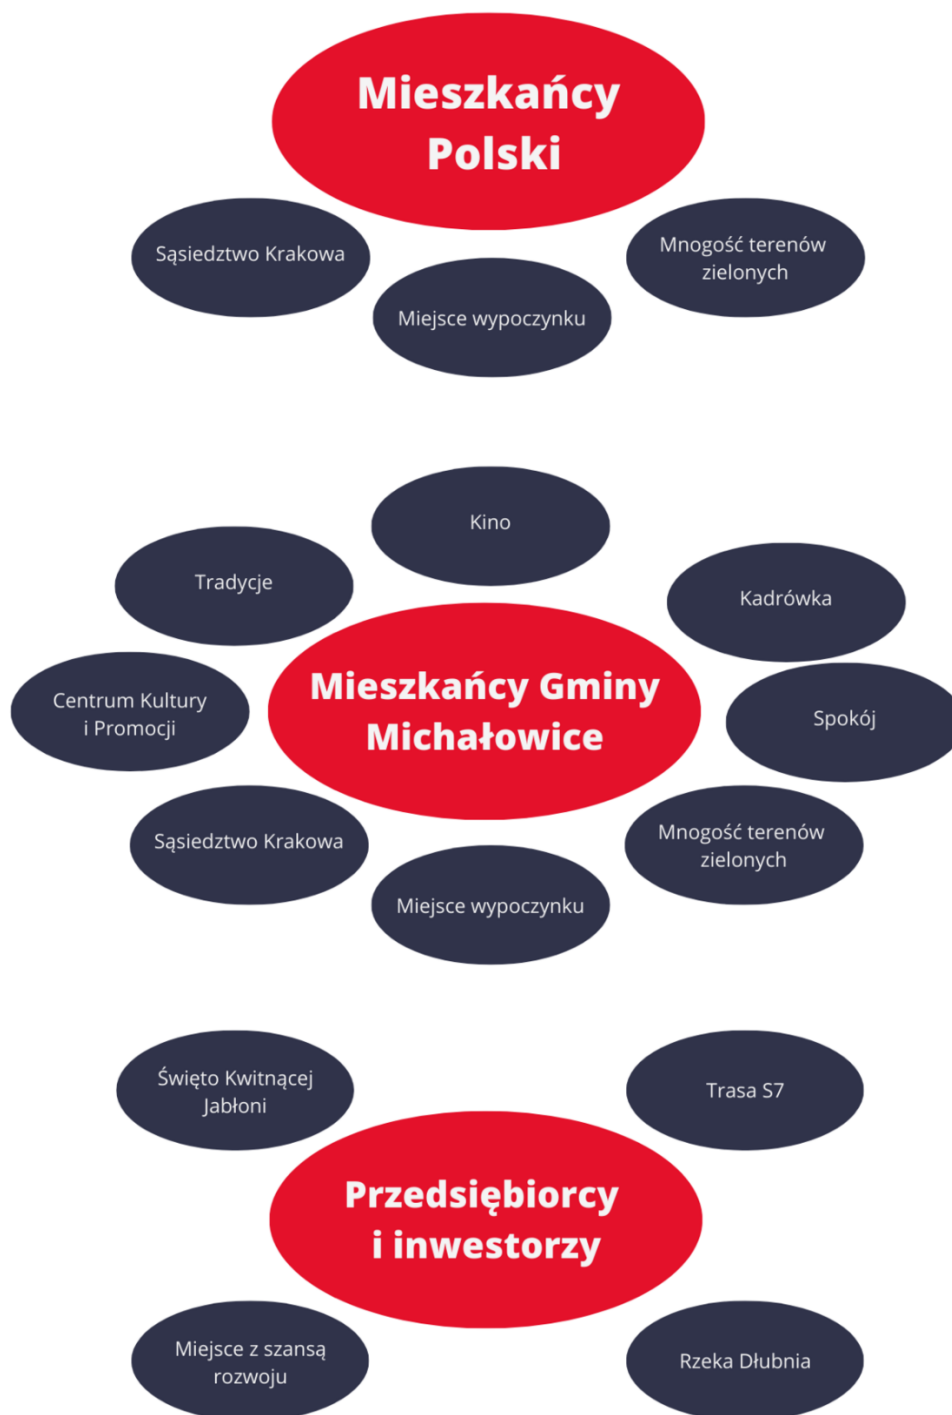 Mieszkańcy
Polski
Sąsiedztwo Krakowa
Mnogość terenów
zielonych
Miejsce wypoczynku
Kino
Tradycje
Kadrówka
Mieszkańcy Gminy
Michałowice
Centrum Kultury
i Promocji
Spokój
Sąsiedztwo Krakowa
Mnogość terenów
zielonych
Miejsce wypoczynku
Święto Kwitnącej
Jabłoni
Trasa S7
Przedsiębiorcy
i inwestorzy
Miejsce z szansą
rozwoju
Rzeka Dłubnia